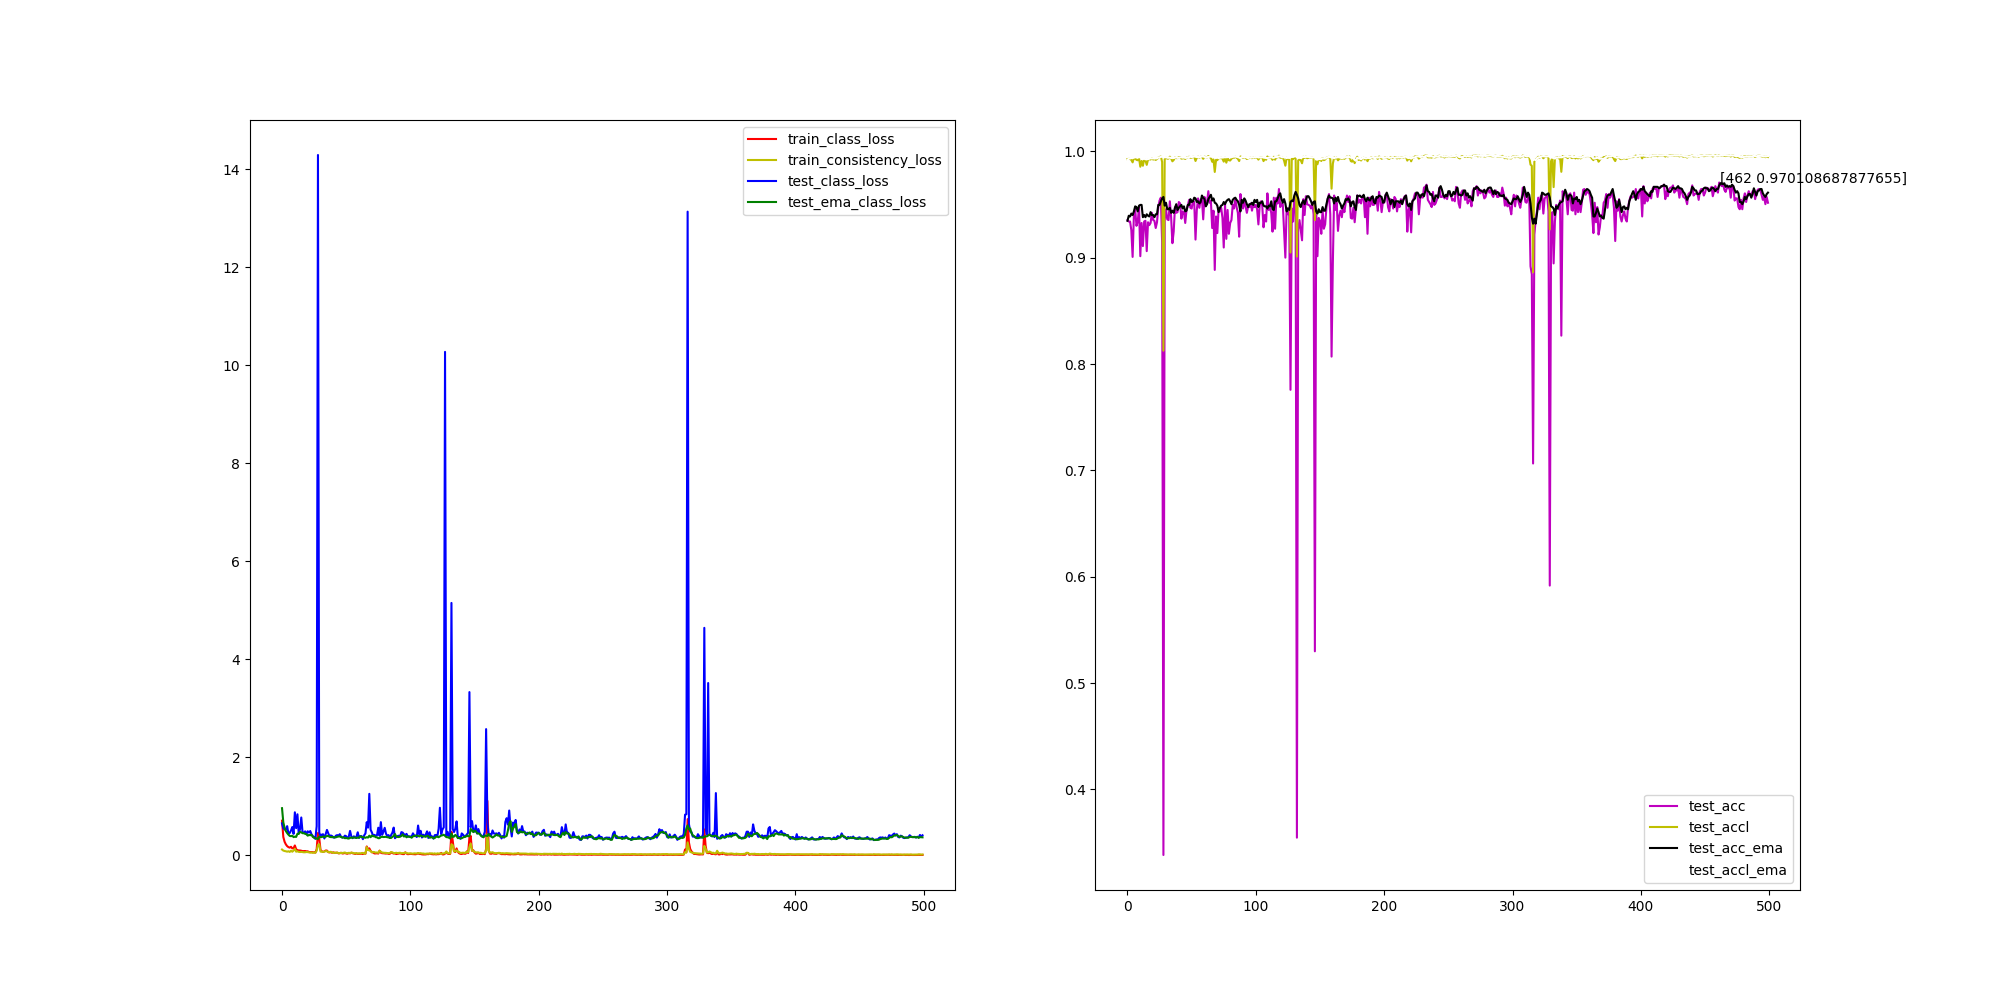 14
12
10
8
6
4
2
0
0 100 200 300 400 500
train_class_loss
train_consistency_loss
test_class_loss
test_ema_class_loss
1.0
0.9
0.8
0.7
0.6
0.5
0.4
0 100 200 300 400 500
[462 0.970108687877655]
test_acc
test_accl
test_acc_ema
test_accl_ema